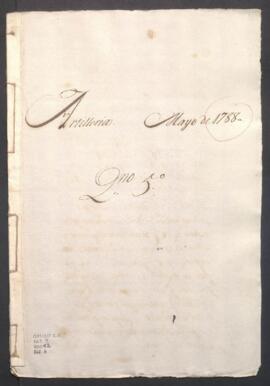 Artilleria. Mayo de 1788.
Qno 5.º